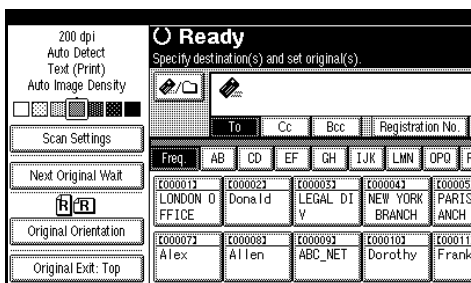 200 dpi
Auto Detect
Text (Print)
Auto Image Density
Scan Settings
Next Original Wait
R R
Original Orientation
Original Exit: Top
Ready
Specify destination(s) and set original(s).
To Cc Bcc Registration No.
Freq. AB CD EF GH IJK LMN OPQ
[00001] [00002] [00003] [00004] [00005
LONDON O Donald LEGAL DI NEW YORK PARIS
FFICE V BRANCH ANCH
[00007] [00008] [00009] [00010] [00011
Alex Allen ABC_NET Dorothy Frank